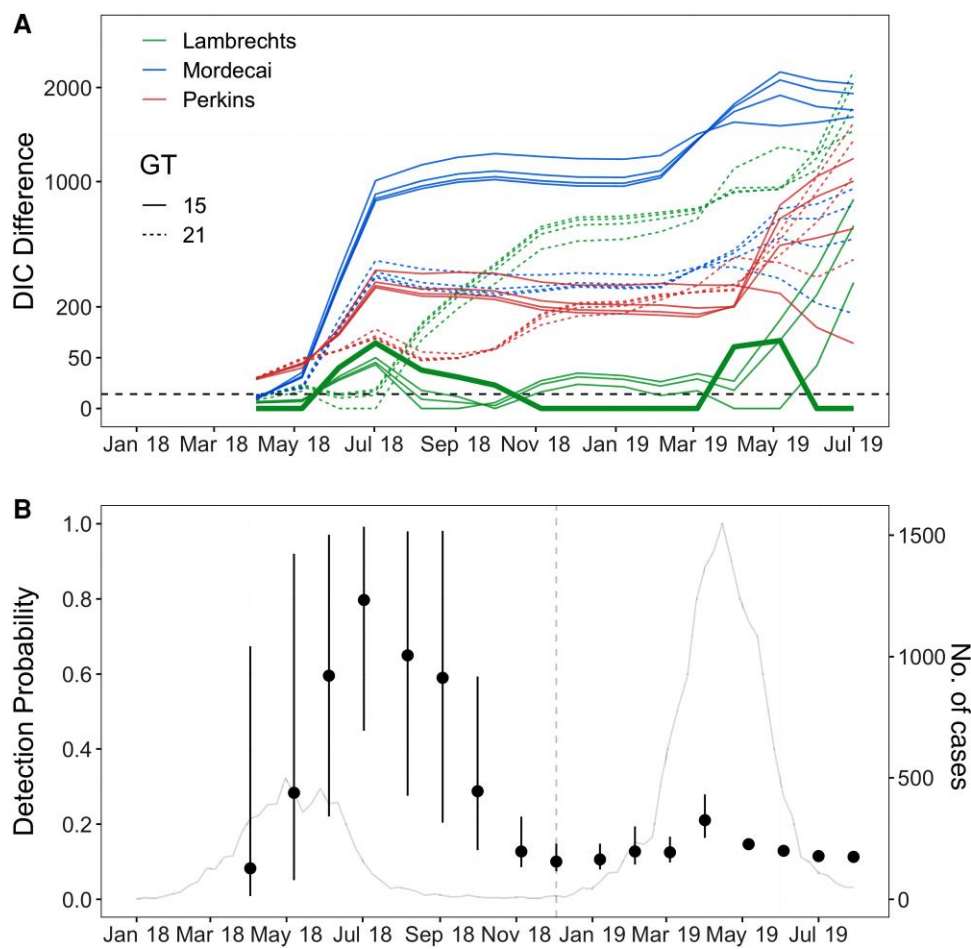 A
Lambrechts
Mordecai
Perkins
GT
15
21
DIC Difference
2000
1000
200
50
0
Jan 18 Mar 18 May 18 Jul 18 Sep 18 Nov 18 Jan 19 Mar 19 May 19 Jul 19
B
Detection Probability
1.0
0.8
0.6
0.4
0.2
0.0
1500
1000
500
0
No. of cases
Jan 18 Mar 18 May 18 Jul 18 Sep 18 Nov 18 Jan 19 Mar 19 May 19 Jul 19